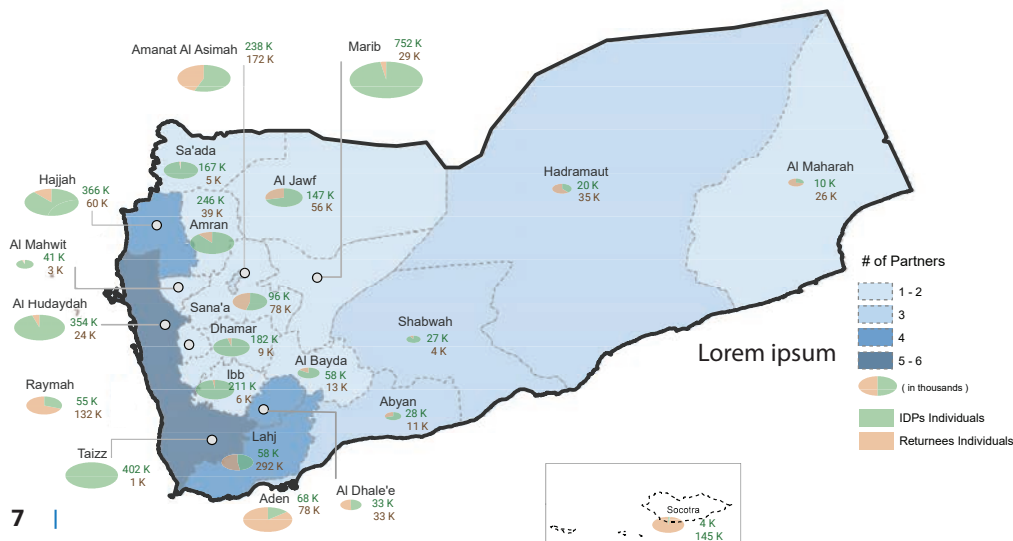 Amanat Al Asimah
238 K
172 K
Marib
752 K
29 K
Sa'ada
167 K
5 K
Hajjah
366 K
60 K
Al Jawf
147 K
56 K
246 K
39 K
Amran
Hadramaut
20 K
35 K
Al Maharah
10 K
26 K
Al Mahwit
41 K
3 K
Al Hudaydah
354 K
24 K
Sana'a
96 K
78 K
Dhamar
182 K
9 K
Shabwah
27 K
4 K
Ibb
211 K
6 K
Al Bayda
58 K
13 K
Raymah
55 K
132 K
Abyan
28 K
11 K
Taizz
402 K
1 K
Lahj
58 K
292 K
Aden
68 K
78 K
Al Dhale'e
33 K
33 K
Socotra
4 K
145 K
Lorem ipsum
# of Partners
1 - 2
3
4
5 - 6
( in thousands )
IDPs Individuals
Returnees Individuals
7 |